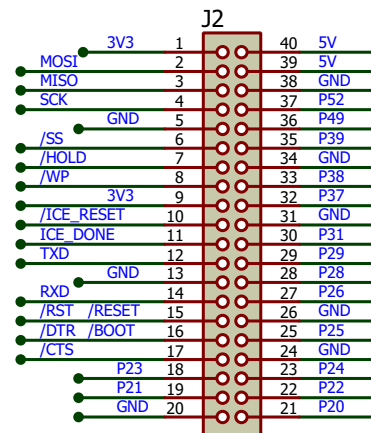 J2
3V3 1 40 5V
MOSI 2 39 5V
MISO 3 38 GND
SCK 4 37 P52
GND 5 36 P49
/SS 6 35 P39
/HOLD 7 34 GND
/WP 8 33 P38
3V3 9 32 P37
/ICE_RESET 10 31 GND
ICE_DONE 11 30 P31
TXD 12 29 P29
GND 13 28 P28
RXD 14 27 P26
/RST /RESET 15 26 GND
/DTR /BOOT 16 25 P25
/CTS 17 24 GND
P23 18 23 P24
P21 19 22 P22
GND 20 21 P20